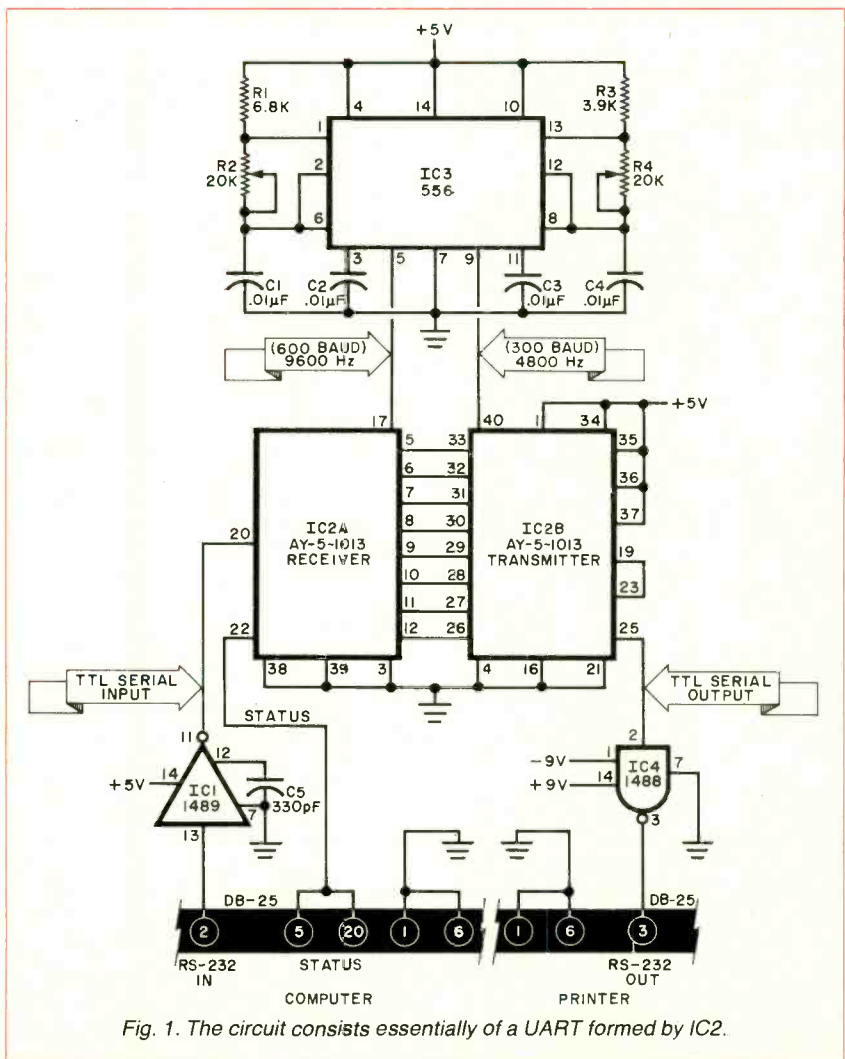 +5V
R1
6.8K
R3
3.9K
4
14
10
1
13
R2
20K
2
IC3
556
12
R4
20K
6
8
3
5
7
9
11
C1
.01µF
C2
.01µF
C3
.01µF
C4
.01µF
(600 BAUD)
9600 Hz
(300 BAUD)
4800 Hz
+5V
17
40
1
34
5
33
35
6
32
36
7
31
37
20
IC2A
AY-5-1013
RECEIVER
8
30
IC2B
AY-5-1013
TRANSMITTER
9
29
19
10
28
23
11
27
22
12
26
25
38
39
3
4
16
21
TTL SERIAL
INPUT
TTL SERIAL
OUTPUT
STATUS
11
12
2
+5V
14
IC1
1489
C5
330pF
7
-9V
1
+9V
14
IC4
1488
7
13
3
DB-25
DB-25
2
5
20
1
6
1
6
3
RS-232
IN
STATUS
RS-232
OUT
COMPUTER
PRINTER
Fig. 1. The circuit consists essentially of a UART formed by IC2.